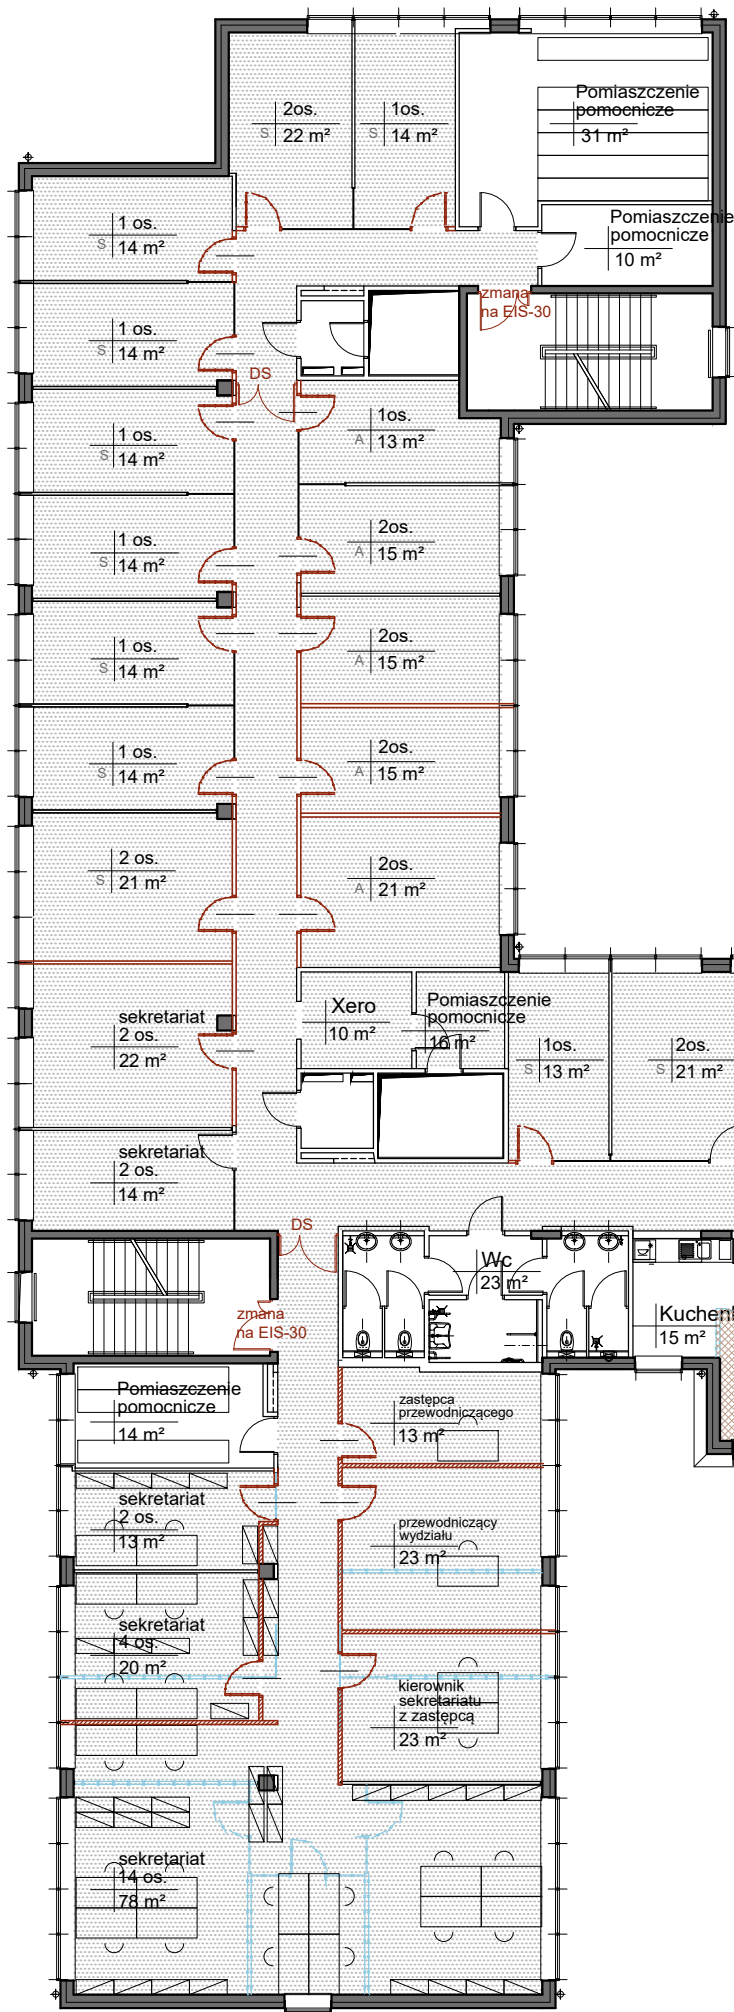 2os.
S 22 m²
1os.
S 14 m²
Pomiaszczenie
pomocnicze
31 m²
Pomiaszczenie
pomocnicze
10 m²
1 os.
S 14 m²
zmana
na EIS-30
1 os.
S 14 m²
DS
1os.
A 13 m²
1 os.
S 14 m²
2os.
A 15 m²
1 os.
S 14 m²
2os.
A 15 m²
1 os.
S 14 m²
2os.
A 15 m²
1 os.
S 14 m²
2 os.
S 21 m²
2os.
A 21 m²
Xero
10 m²
Pomiaszczenie
pomocnicze
16 m²
sekretariat
2 os.
22 m²
1os.
S 13 m²
2os.
S 21 m²
sekretariat
2 os.
14 m²
DS
Wc
23 m²
zmana
na EIS-30
Kuchen
15 m²
Pomiaszczenie
pomocnicze
14 m²
zastępca
przewodniczącego
13 m²
sekretariat
2 os.
13 m²
przewodniczący
wydziału
23 m²
sekretariat
4 os.
20 m²
kierownik
sekretariatu
z zastępcą
23 m²
sekretariat
14 os.
78 m²